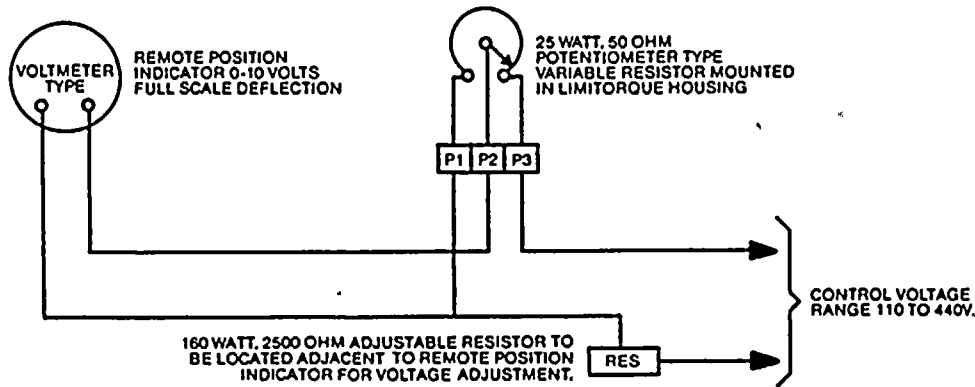 VOLTMETER
TYPE
REMOTE POSITION
INDICATOR 0-10 VOLTS
FULL SCALE DEFLECTION
25 WATT, 50 OHM
POTENTIOMETER TYPE
VARIABLE RESISTOR MOUNTED
IN LIMITORQUE HOUSING
P1 P2 P3
CONTROL VOLTAGE
RANGE 110 TO 440V.
160 WATT, 2500 OHM ADJUSTABLE RESISTOR TO
BE LOCATED ADJACENT TO REMOTE POSITION
INDICATOR FOR VOLTAGE ADJUSTMENT.
RES